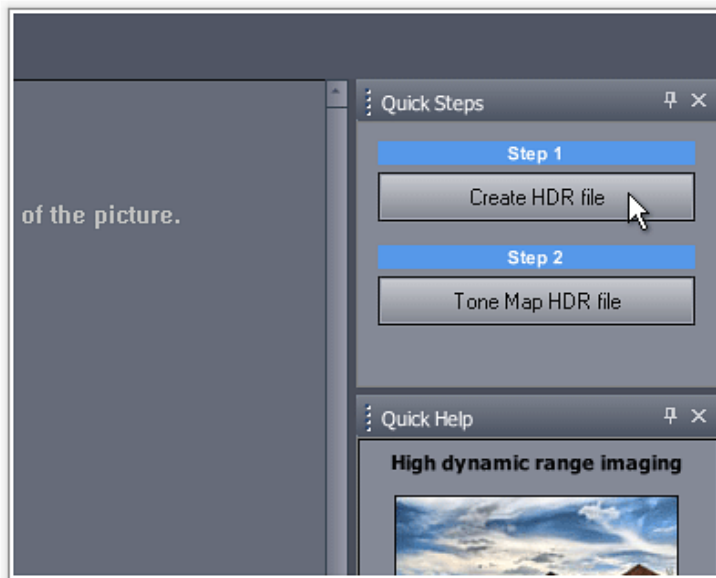 of the picture.
Quick Steps
Step 1
Create HDR file
Step 2
Tone Map HDR file
Quick Help
High dynamic range imaging